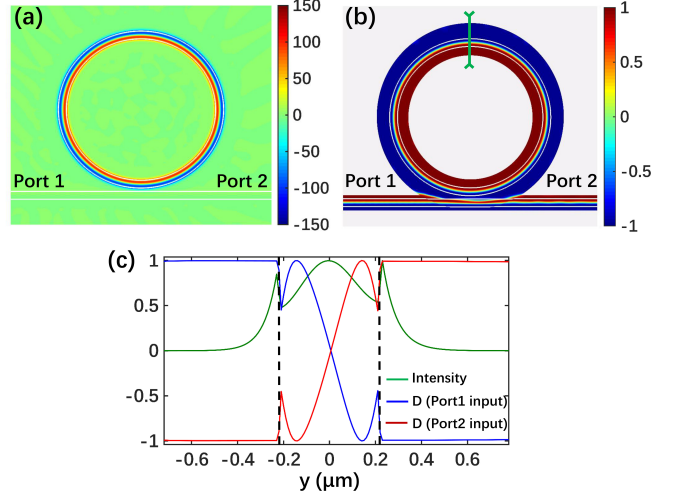 (a)
150
100
50
0
-50
-100
-150
Port 1
Port 2
(b)
1
0.5
0
-0.5
-1
Port 1
Port 2
(c)
1
0.5
0
-0.5
-1
Intensity
D (Port1 input)
D (Port2 input)
-0.6 -0.4 -0.2 0 0.2 0.4 0.6
y (μm)